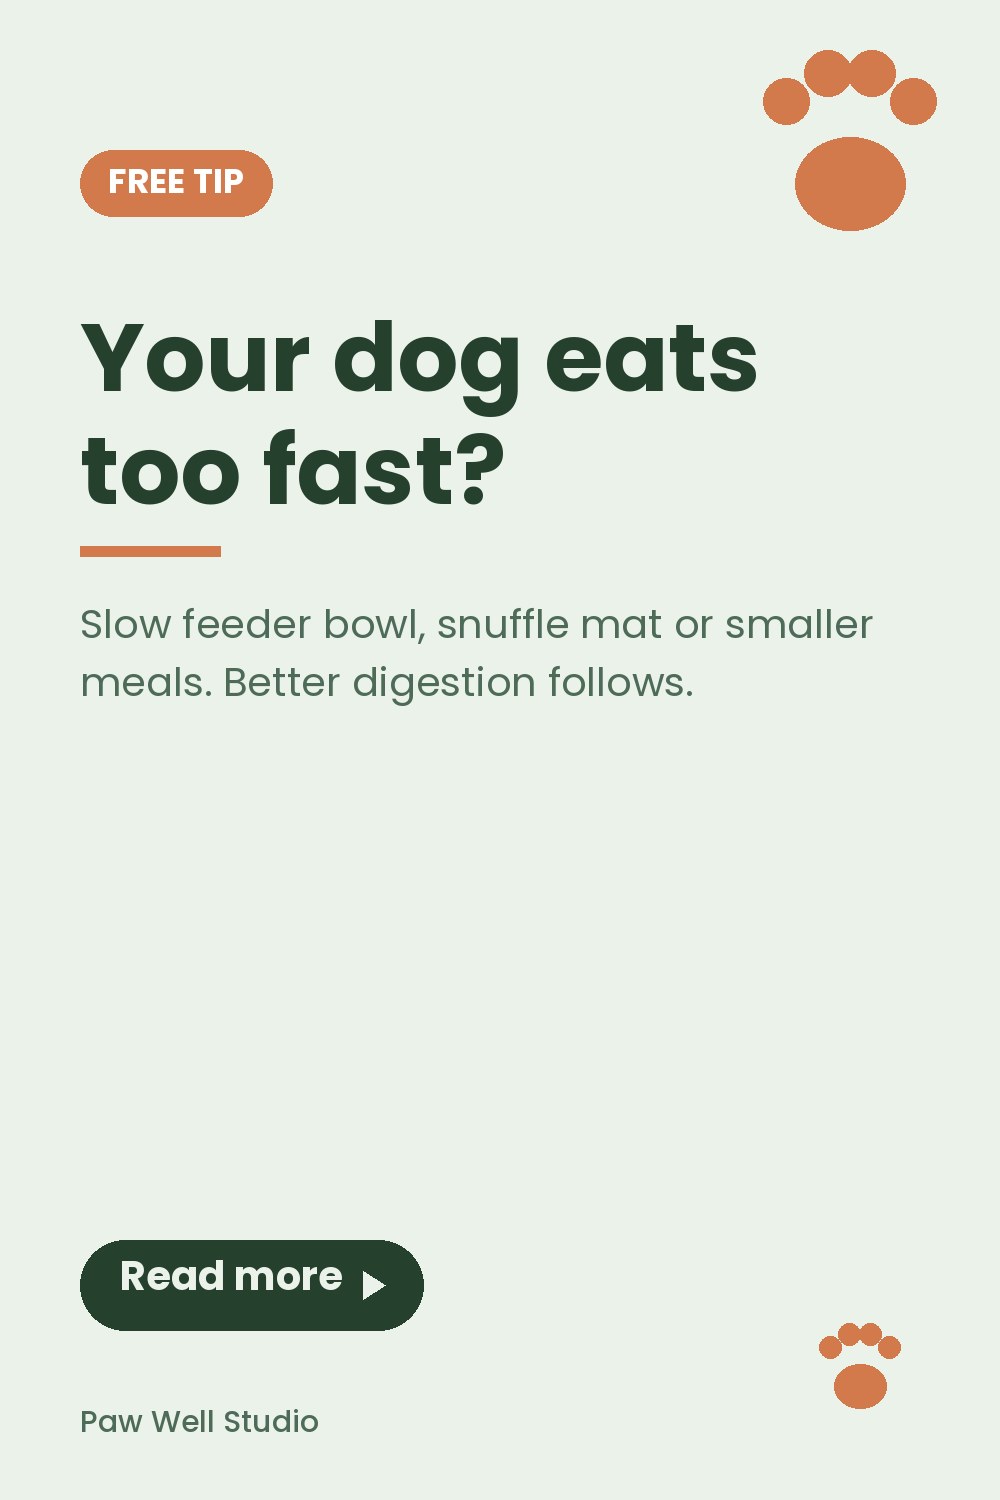 FREE TIP
Your dog eats
too fast?
Slow feeder bowl, snuffle mat or smaller
meals. Better digestion follows.
Read more
Paw Well Studio